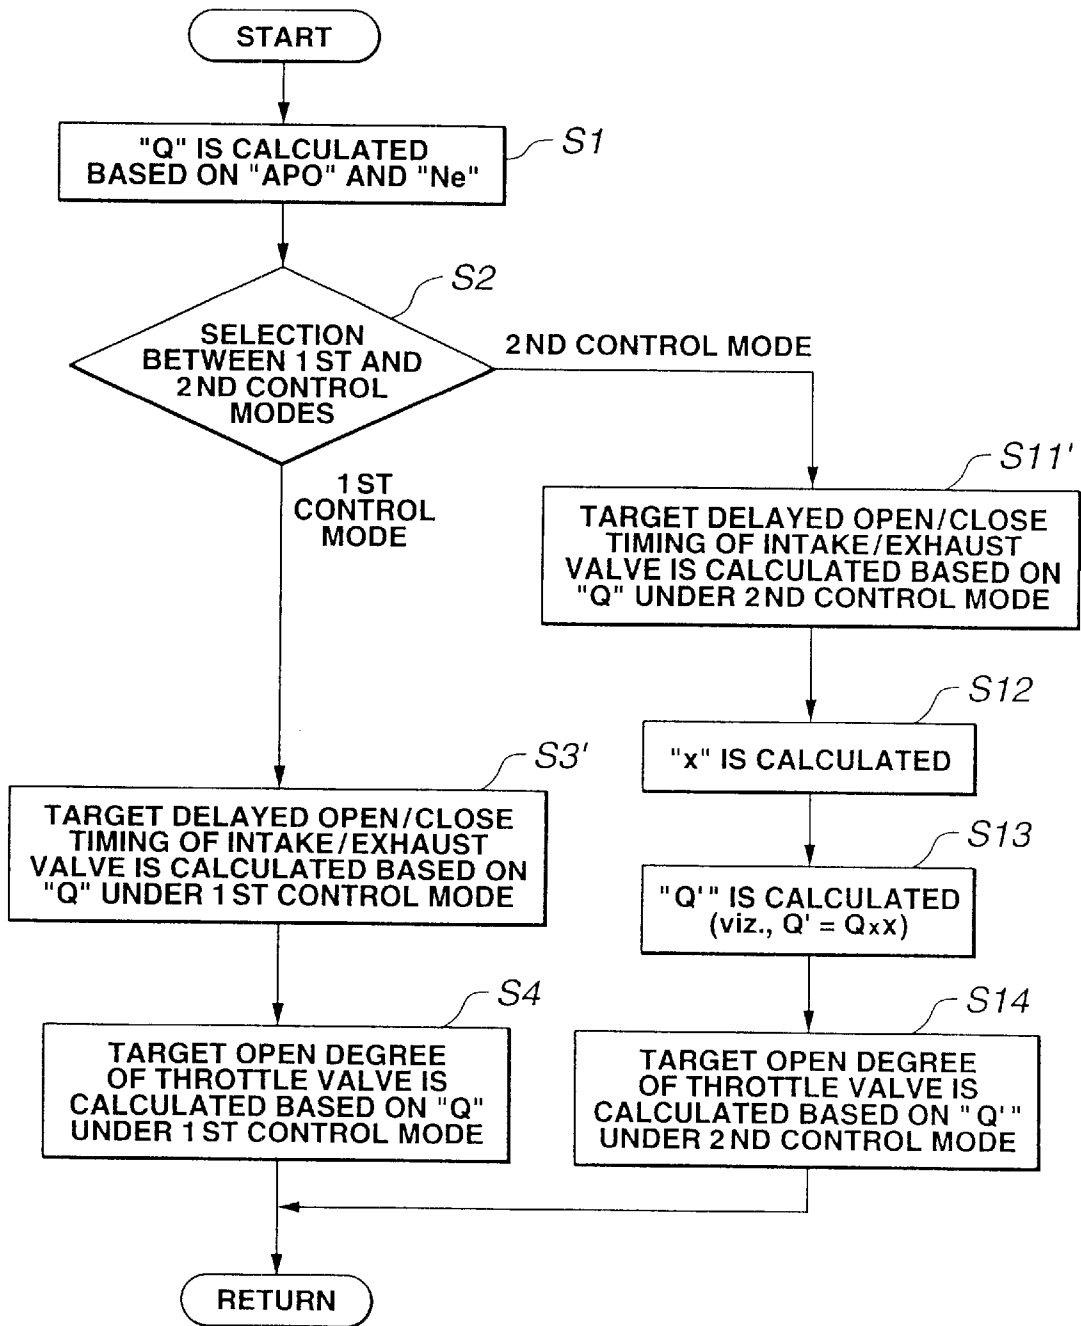 START
"Q" IS CALCULATED
BASED ON "APO" AND "Ne"
S1
S2
SELECTION
BETWEEN 1ST AND
2ND CONTROL
MODES
2ND CONTROL MODE
1ST
CONTROL
MODE
S11'
TARGET DELAYED OPEN/CLOSE
TIMING OF INTAKE/EXHAUST
VALVE IS CALCULATED BASED ON
"Q" UNDER 2ND CONTROL MODE
S12
"x" IS CALCULATED
S3'
TARGET DELAYED OPEN/CLOSE
TIMING OF INTAKE/EXHAUST
VALVE IS CALCULATED BASED ON
"Q" UNDER 1ST CONTROL MODE
S13
"Q'" IS CALCULATED
(viz., Q' = Qxx)
S4
TARGET OPEN DEGREE
OF THROTTLE VALVE IS
CALCULATED BASED ON "Q"
UNDER 1ST CONTROL MODE
S14
TARGET OPEN DEGREE
OF THROTTLE VALVE IS
CALCULATED BASED ON "Q'"
UNDER 2ND CONTROL MODE
RETURN